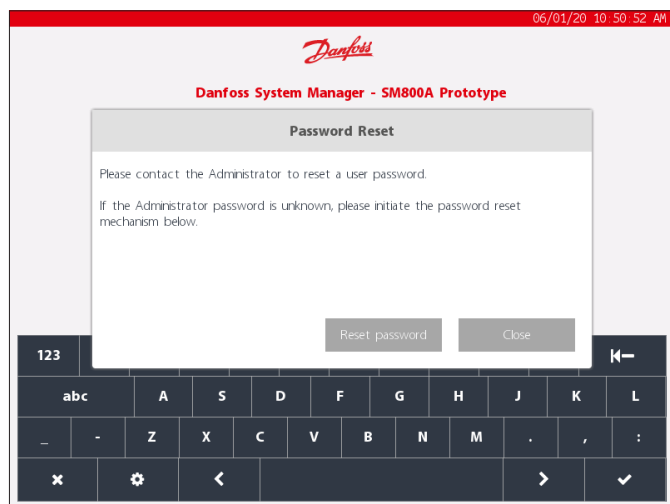 06/01/20 10:50:52 AM
Danfoss
Danfoss System Manager - SM800A Prototype
Password Reset
Please contact the Administrator to reset a user password.
If the Administrator password is unknown, please initiate the password reset
mechanism below.
Reset password Close
123
abc A S D F G H J K L
_ - Z X C V B N M . , :